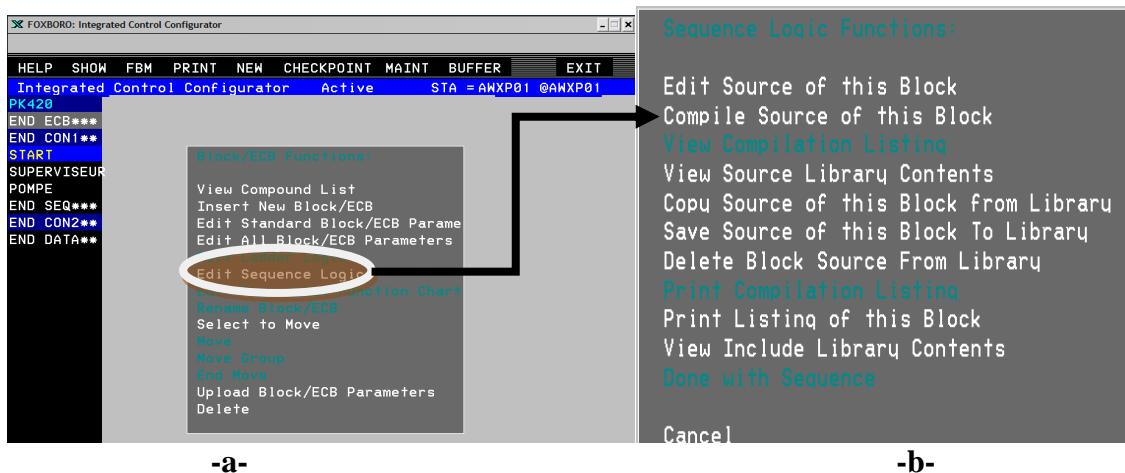 FOXBORO: Integrated Control Configurator
HELP SHOW FBM PRINT NEW CHECKPOINT MAINT BUFFER EXIT
Integrated Control Configurator Active STA = AWXP01 @AWXP01
PK420
END ECB***
END CON1**
START
SUPERVISEUR
POMPE
END SEQ***
END CON2**
END DATA**
Block/ECB Functions:
View Compound List
Insert New Block/ECB
Edit Standard Block/ECB Parame
Edit All Block/ECB Parameters
Edit Sequence Logic
Function Chart
Rename Block/ECB
Select to Move
Move
Move Group
End Move
Upload Block/ECB Parameters
Delete
-a-
Sequence Logic Functions:
Edit Source of this Block
Compile Source of this Block
View Compilation Listing
View Source Library Contents
Copy Source of this Block from Library
Save Source of this Block To Library
Delete Block Source From Library
Print Compilation Listing
Print Listing of this Block
View Include Library Contents
Done with Sequence
Cancel
-b-